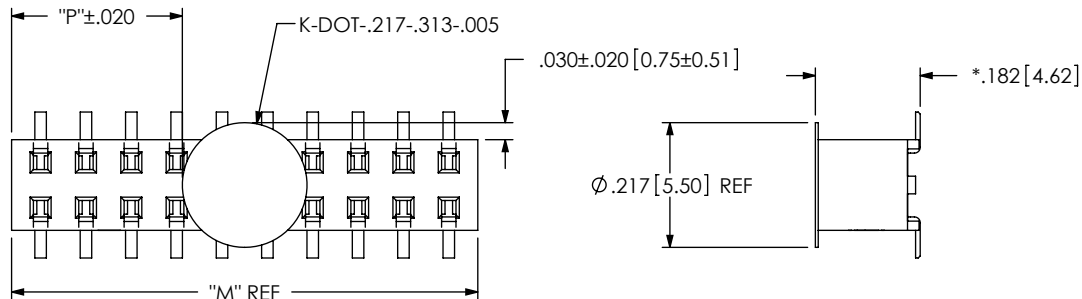 "P"±.020
K-DOT-.217-.313-.005
.030±.020 [0.75±0.51]
*.182 [4.62]
Ø .217 [5.50] REF
"M" REF